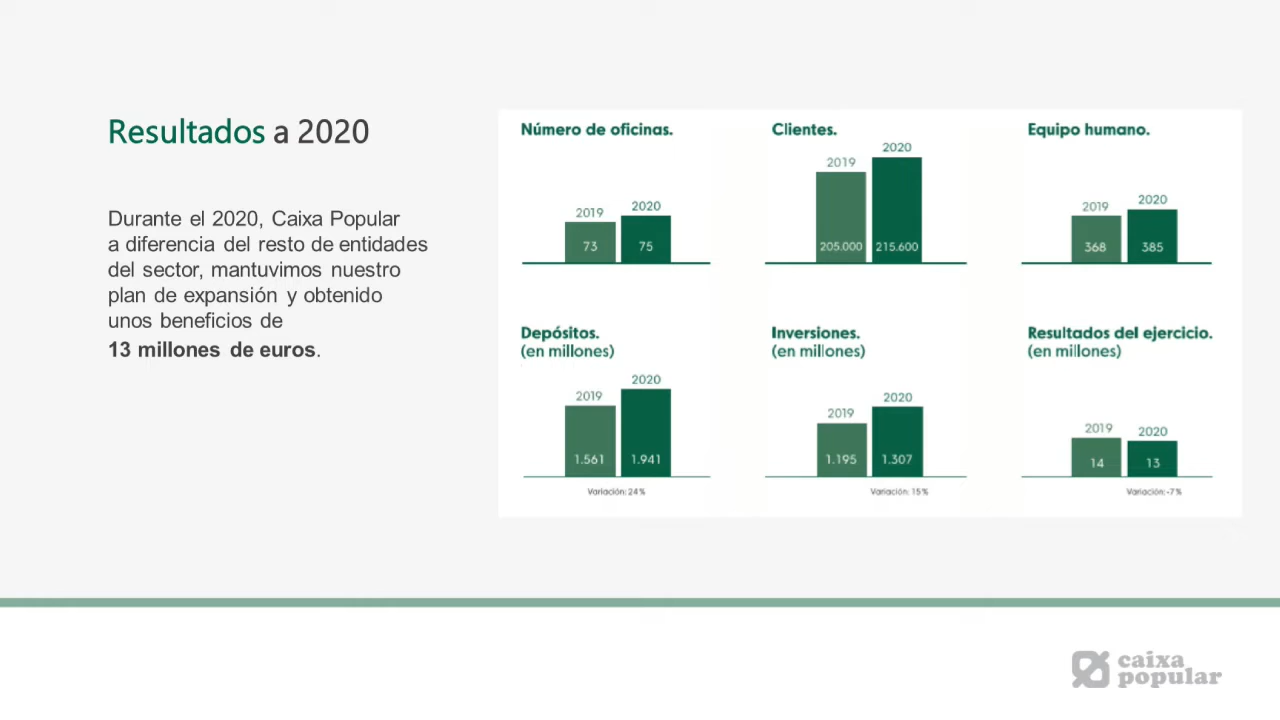 Resultados a 2020
Durante el 2020, Caixa Popular
a diferencia del resto de entidades
del sector, mantuvimos nuestro
plan de expansión y obtenido
unos beneficios de
13 millones de euros.
Número de oficinas.
2019
2020
73
75
Clientes.
2019
2020
205.000
215.600
Equipo humano.
2019
2020
368
385
Depósitos.
(en millones)
2019
2020
1.561
1.941
Variación: 24%
Inversiones.
(en millones)
2019
2020
1.195
1.307
Variación: 15%
Resultados del ejercicio.
(en millones)
2019
2020
14
13
Variación: -7%
caixa
popular